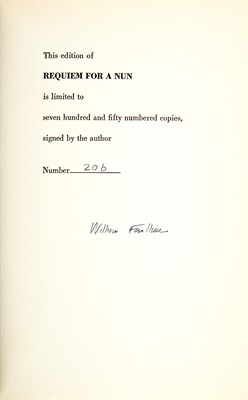 This edition of
REQUIEM FOR A NUN
is limited to
seven hundred and fifty numbered copies,
signed by the author
Number 206
William Faulkner